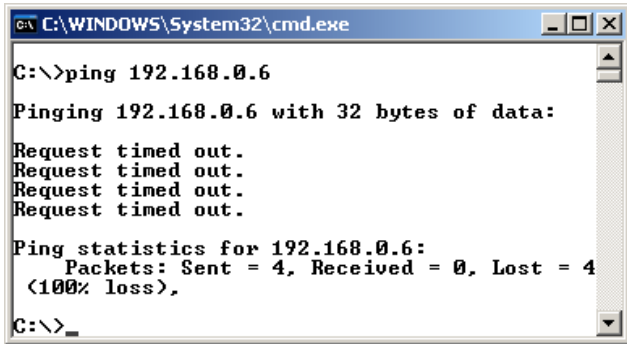 C:\WINDOWS\System32\cmd.exe
C:\>ping 192.168.0.6
Pinging 192.168.0.6 with 32 bytes of data:
Request timed out.
Request timed out.
Request timed out.
Request timed out.
Ping statistics for 192.168.0.6:
    Packets: Sent = 4, Received = 0, Lost = 4
 (100% loss),
C:\>_